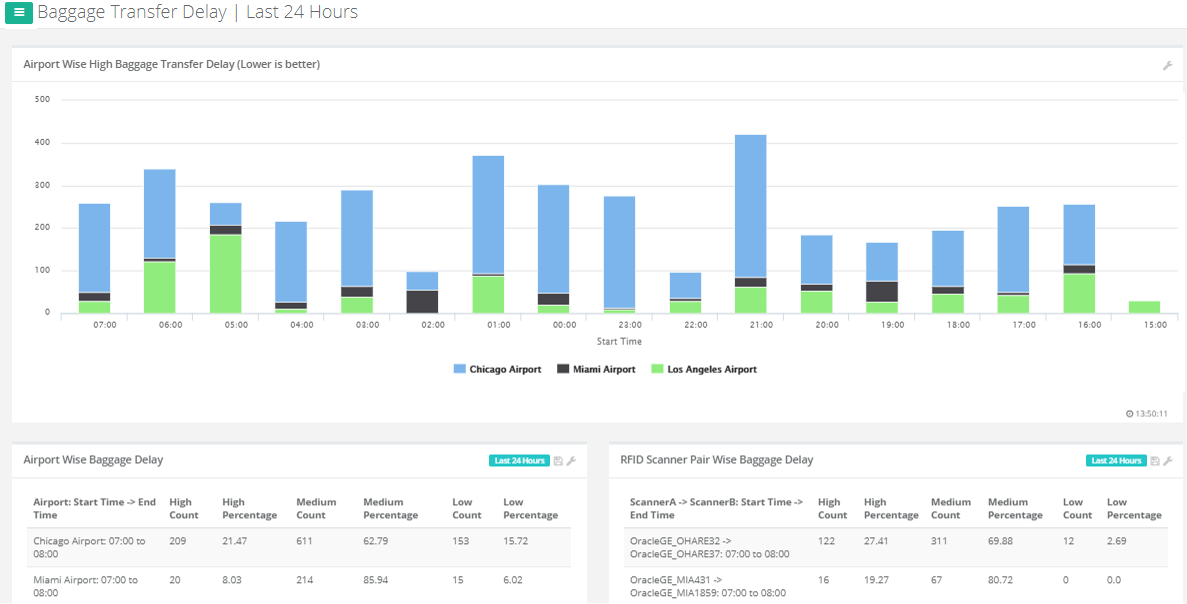 Baggage Transfer Delay | Last 24 Hours
Airport Wise High Baggage Transfer Delay (Lower is better)
500
400
300
200
100
0
07:00 06:00 05:00 04:00 03:00 02:00 01:00 00:00 23:00 22:00 21:00 20:00 19:00 18:00 17:00 16:00 15:00
Start Time
Chicago Airport Miami Airport Los Angeles Airport
13:50:11
Airport Wise Baggage Delay Last 24 Hours
Airport: Start Time -> End High High Medium Medium Low Low
Time Count Percentage Count Percentage Count Percentage
Chicago Airport: 07:00 to 209 21.47 611 62.79 153 15.72
08:00
Miami Airport: 07:00 to 20 8.03 214 85.94 15 6.02
08:00
RFID Scanner Pair Wise Baggage Delay Last 24 Hours
ScannerA -> ScannerB: Start Time -> High High Medium Medium Low Low
End Time Count Percentage Count Percentage Count Percentage
OracleGE_OHARE32 -> 122 27.41 311 69.88 12 2.69
OracleGE_OHARE37: 07:00 to 08:00
OracleGE_MIA431 -> 16 19.27 67 80.72 0 0.0
OracleGE_MIA1859: 07:00 to 08:00